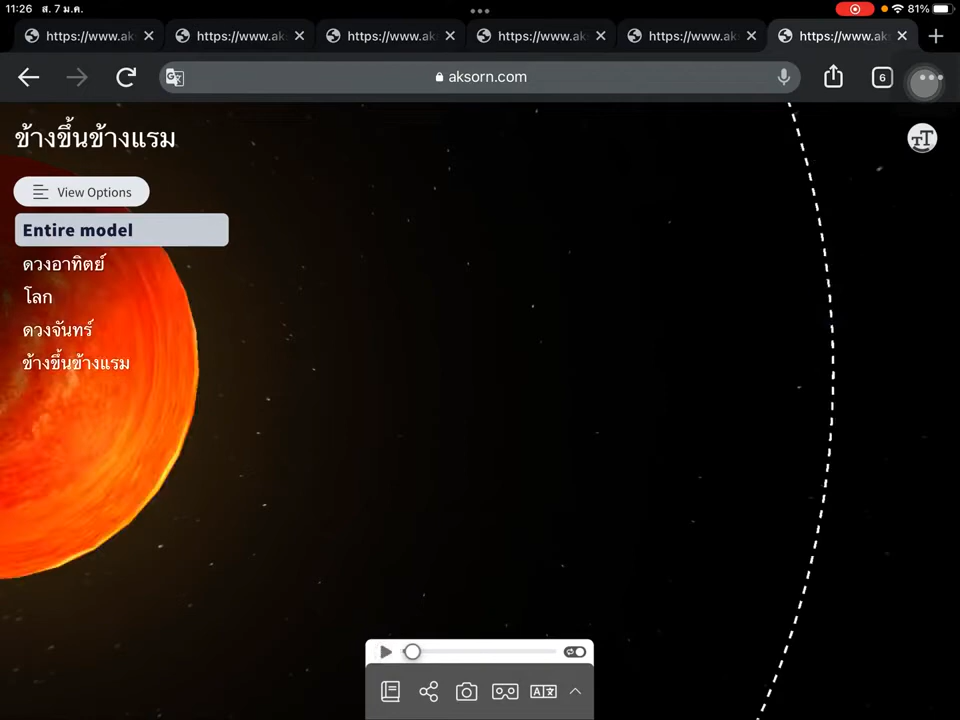 11:26 ส. 7 ม.ค.
81%
https://www.ak
https://www.ak
https://www.ak
https://www.ak
https://www.ak
https://www.ak
aksorn.com
6
ข้างขึ้นข้างแรม
TT
View Options
Entire model
ดวงอาทิตย์
โลก
ดวงจันทร์
ข้างขึ้นข้างแรม